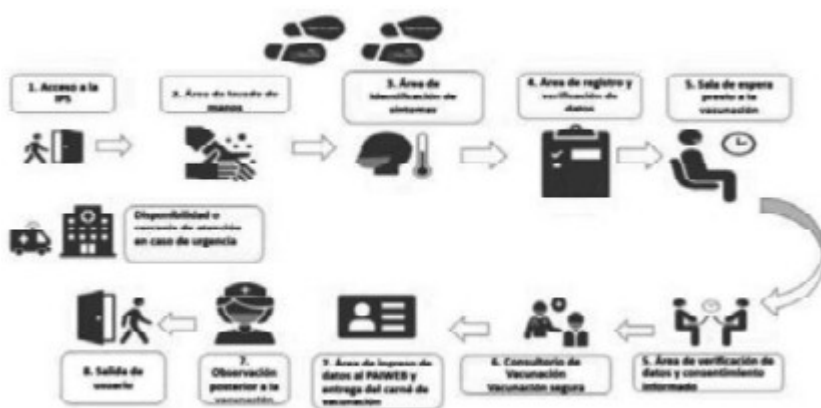 1. Acceso a la
IPS
2. Área de lavado de
manos
3. Área de
identificación de
síntomas
4. Área de registro y
verificación de
datos
5. Sala de espera
previo a la
vacunación
Disponibilidad o
cercanía de atención
en caso de urgencia
8. Salida de
usuario
7.
Observación
posterior a la
vacunación
7. Área de ingreso de
datos al PAIWEB y
entrega del carné de
vacunación
6. Consultorio de
Vacunación
Vacunación segura
5. Área de verificación de
datos y consentimiento
informado